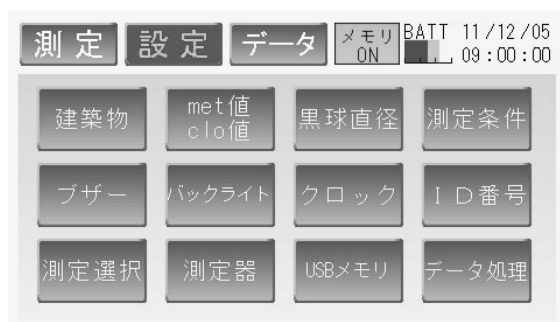 測定 設定 データ メモリ ON BATT 11/12/05
09:00:00
建築物 met値 clo値 黒球直径 測定条件
ブザー バックライト クロック ID番号
測定選択 測定器 USBメモリ データ処理